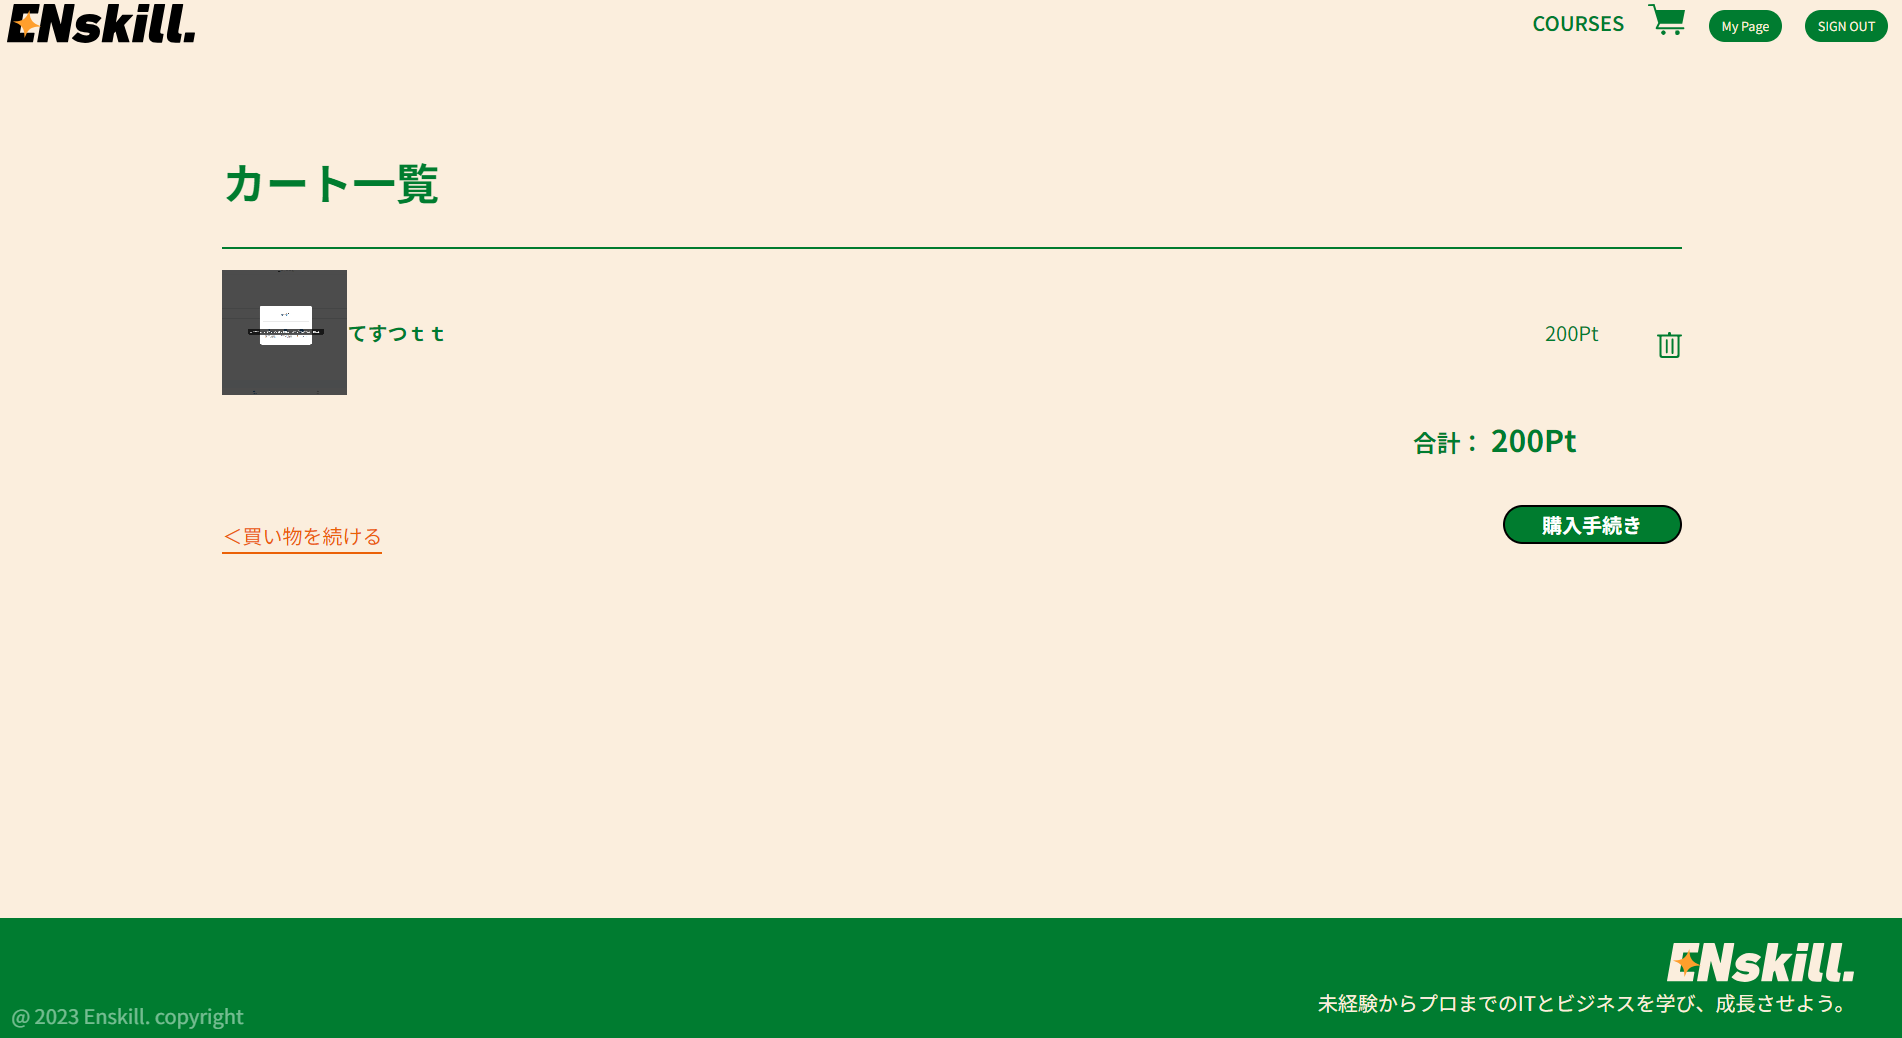 ENskill.
COURSES
My Page
SIGN OUT
カート一覧
てすつｔｔ
200Pt
合計： 200Pt
＜買い物を続ける
購入手続き
ENskill.
未経験からプロまでのITとビジネスを学び、成長させよう。
@ 2023 Enskill. copyright